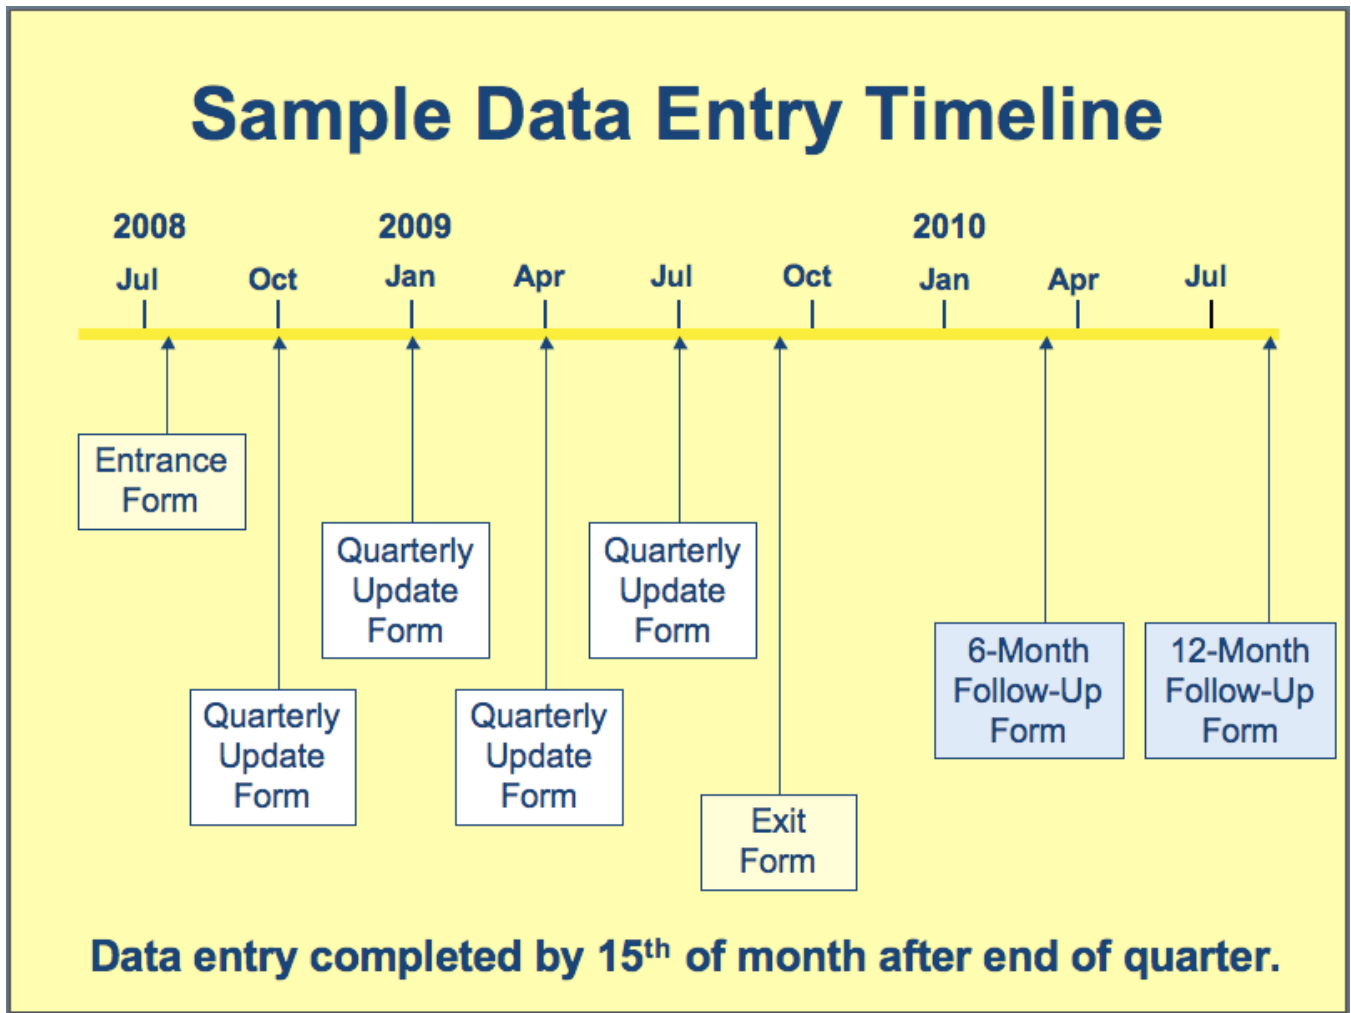 Sample Data Entry Timeline
2008 2009 2010
Jul Oct Jan Apr Jul Oct Jan Apr Jul
Entrance
Form
Quarterly
Update
Form
Quarterly
Update
Form
Quarterly
Update
Form
Quarterly
Update
Form
Exit
Form
6-Month
Follow-Up
Form
12-Month
Follow-Up
Form
Data entry completed by 15th of month after end of quarter.